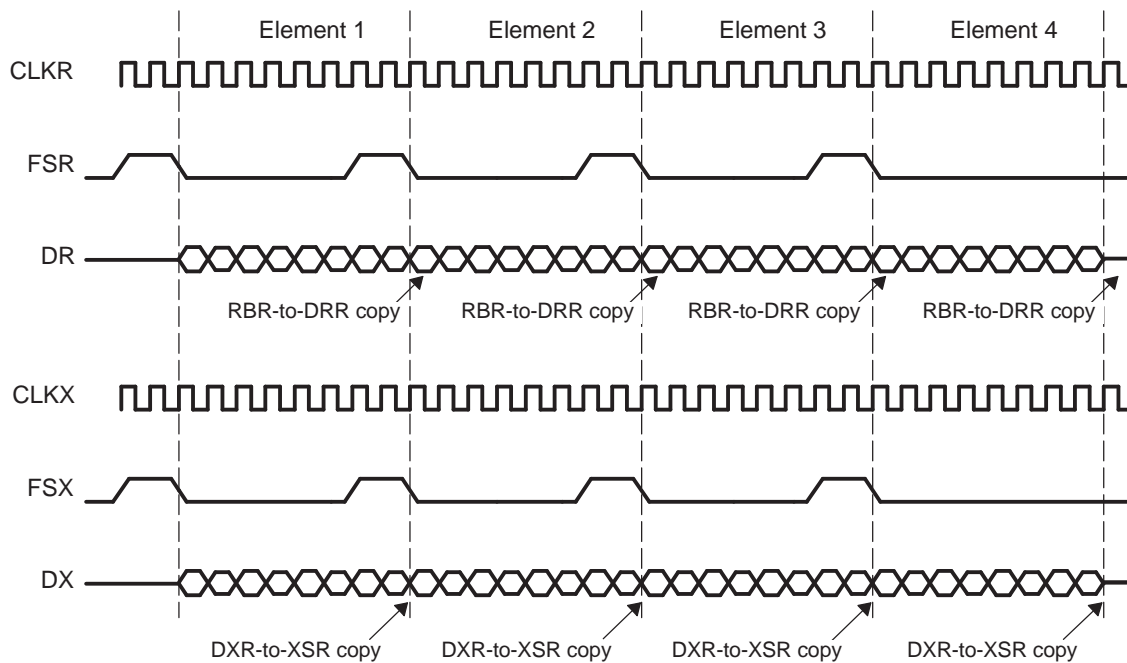 Element 1 Element 2 Element 3 Element 4
CLKR
FSR
DR
RBR-to-DRR copy RBR-to-DRR copy RBR-to-DRR copy RBR-to-DRR copy
CLKX
FSX
DX
DXR-to-XSR copy DXR-to-XSR copy DXR-to-XSR copy DXR-to-XSR copy